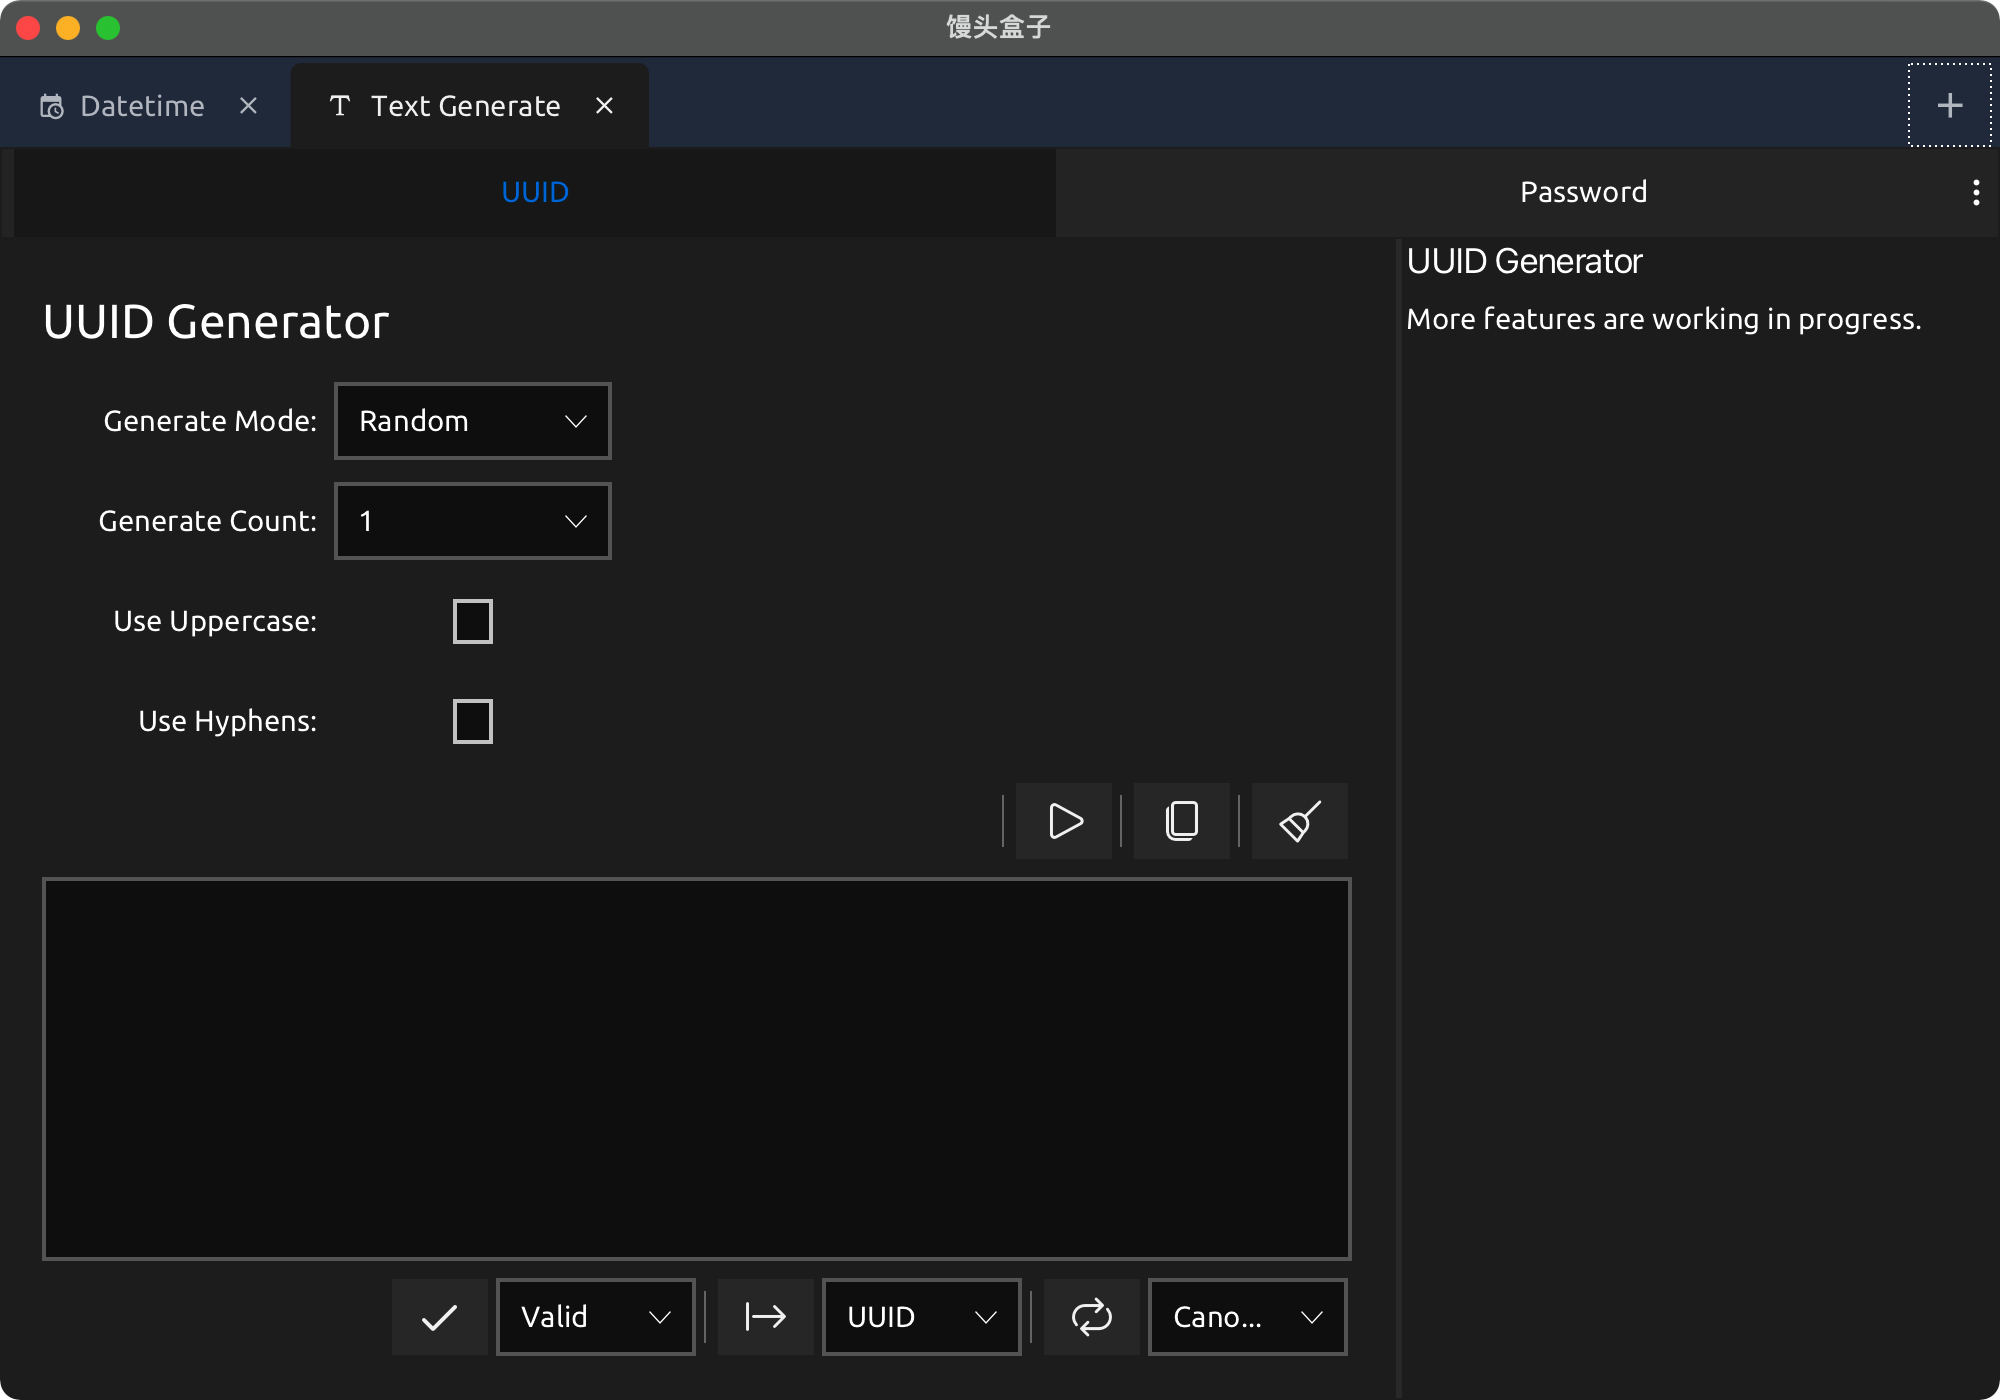 馒头盒子
Datetime
Text Generate
UUID
Password
UUID Generator
Generate Mode:
Random
Generate Count:
1
Use Uppercase:
Use Hyphens:
Valid
UUID
Cano...
UUID Generator
More features are working in progress.